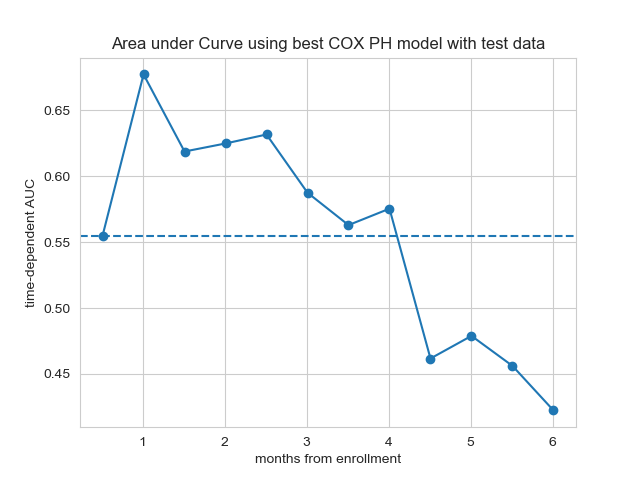 Area under Curve using best COX PH model with test data
time-dependent AUC
0.65
0.60
0.55
0.50
0.45
1 2 3 4 5 6
months from enrollment